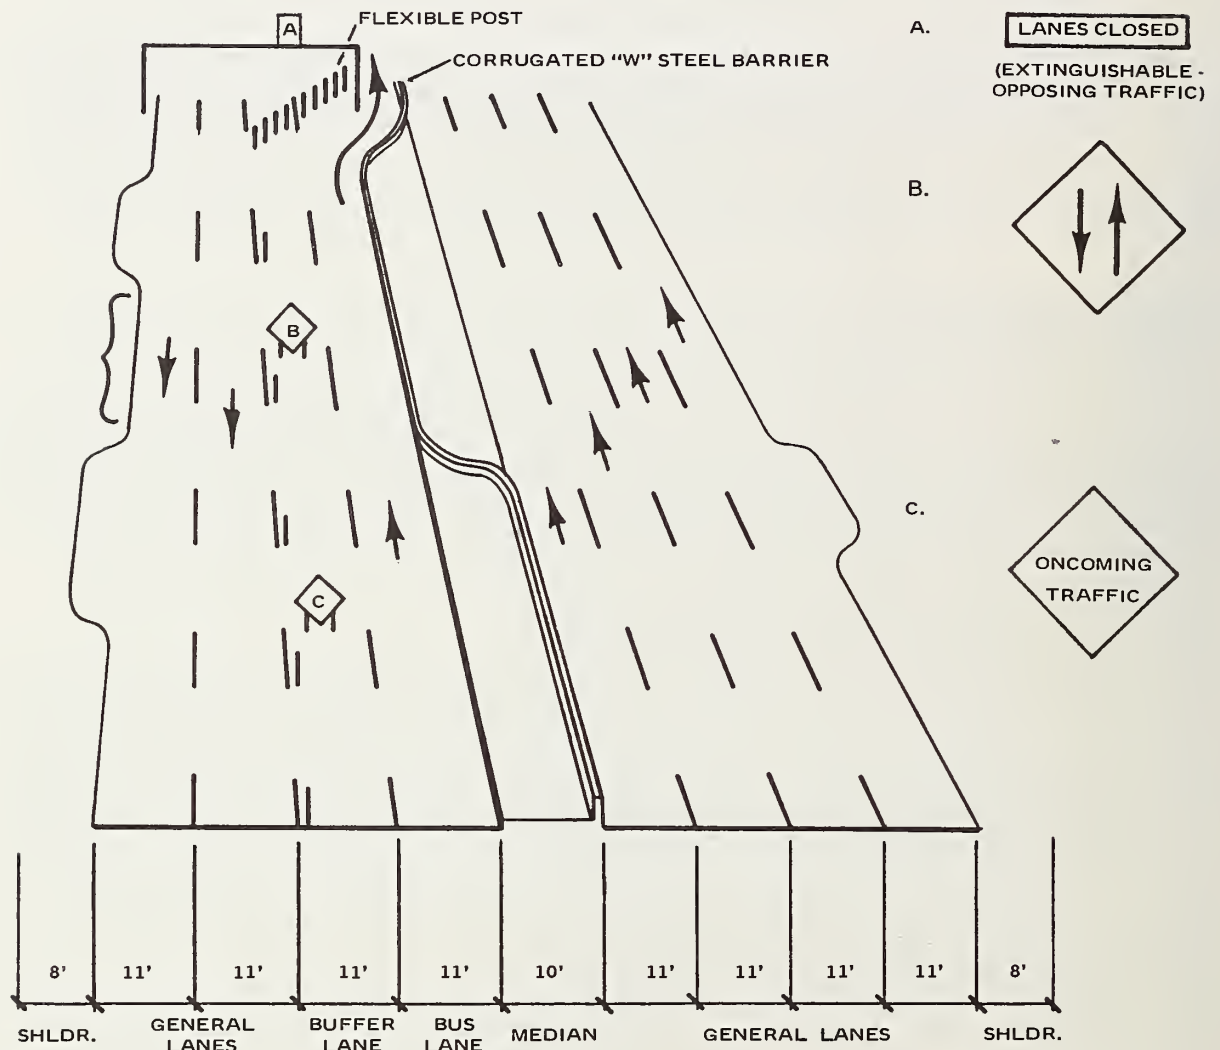 FLEXIBLE POST
A
CORRUGATED "W" STEEL BARRIER
B
C
A.
LANES CLOSED
(EXTINGUISHABLE -
OPPOSING TRAFFIC)
B.
C.
ONCOMING
TRAFFIC
8' 11' 11' 11' 11' 10' 11' 11' 11' 11' 8'
SHLDR. GENERAL LANES BUFFER LANE BUS LANE MEDIAN GENERAL LANES SHLDR.